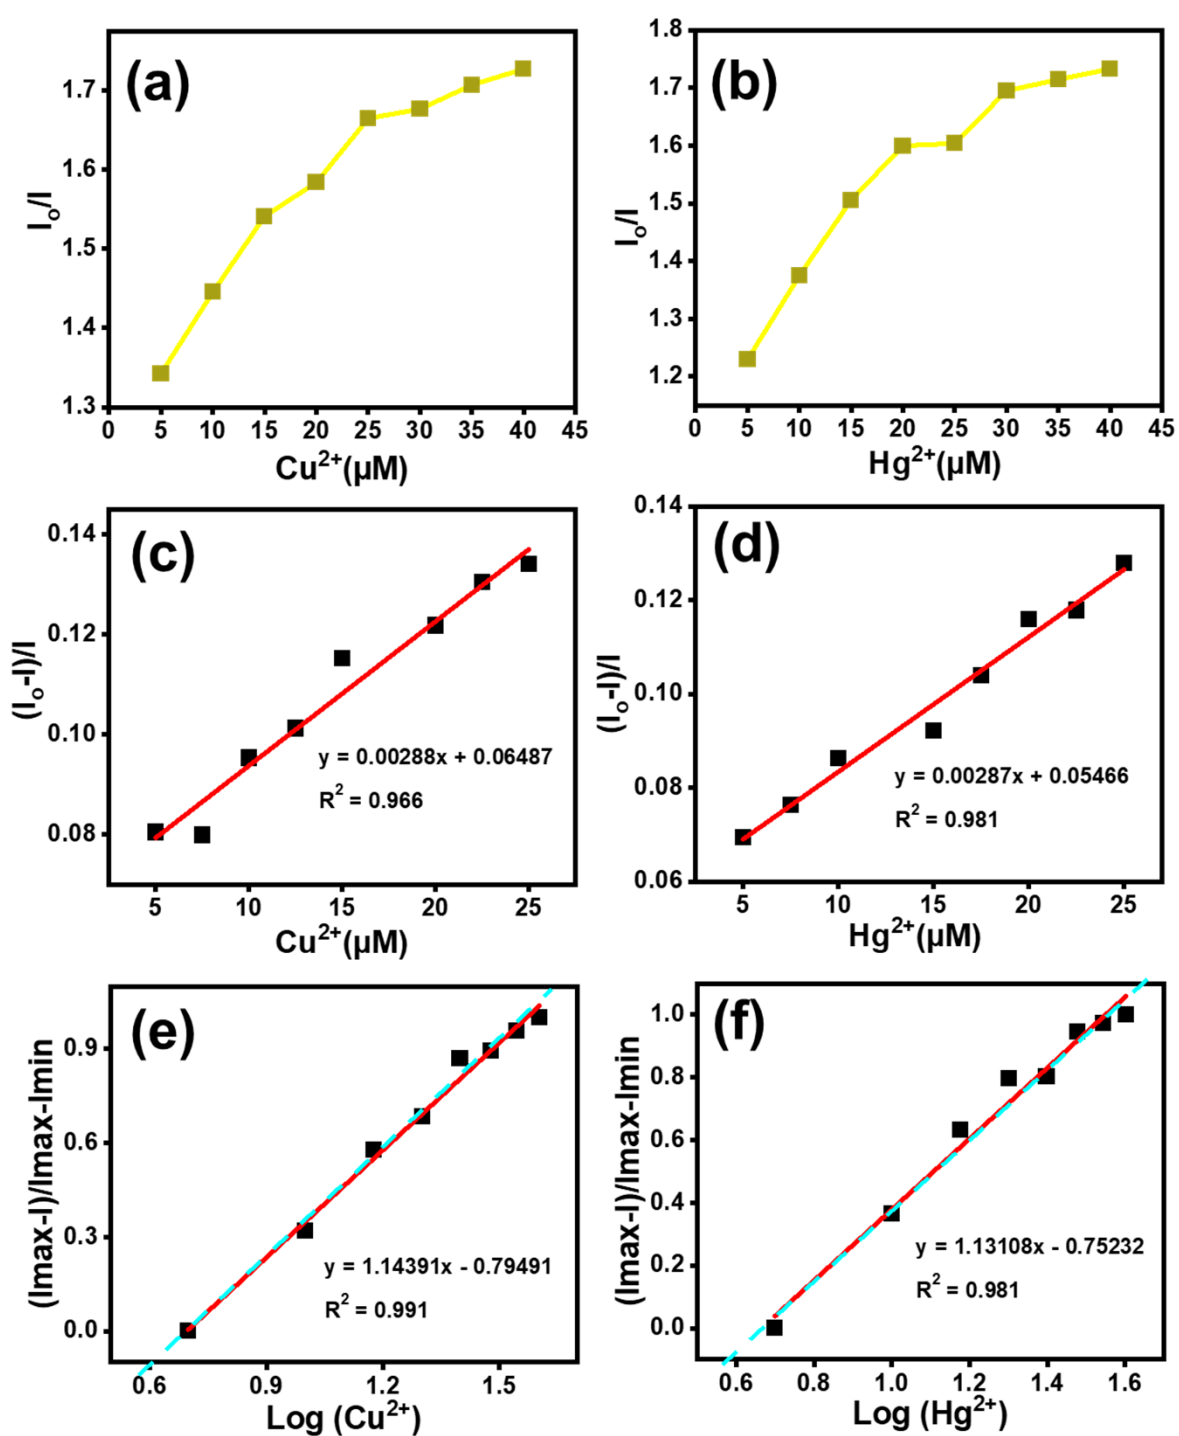 (a)
1.7
1.6
1.5
1.4
1.3
I₀/I
0 5 10 15 20 25 30 35 40 45
Cu²⁺(µM)
(b)
1.8
1.7
1.6
1.5
1.4
1.3
1.2
I₀/I
0 5 10 15 20 25 30 35 40 45
Hg²⁺(µM)
(c)
0.14
0.12
0.10
0.08
(I₀-I)/I
y = 0.00288x + 0.06487
R² = 0.966
5 10 15 20 25
Cu²⁺(µM)
(d)
0.14
0.12
0.10
0.08
0.06
(I₀-I)/I
y = 0.00287x + 0.05466
R² = 0.981
5 10 15 20 25
Hg²⁺(µM)
(e)
0.9
0.6
0.3
0.0
(Imax-I)/Imax-Imin
y = 1.14391x - 0.79491
R² = 0.991
0.6 0.9 1.2 1.5
Log (Cu²⁺)
(f)
1.0
0.8
0.6
0.4
0.2
0.0
(Imax-I)/Imax-Imin
y = 1.13108x - 0.75232
R² = 0.981
0.6 0.8 1.0 1.2 1.4 1.6
Log (Hg²⁺)